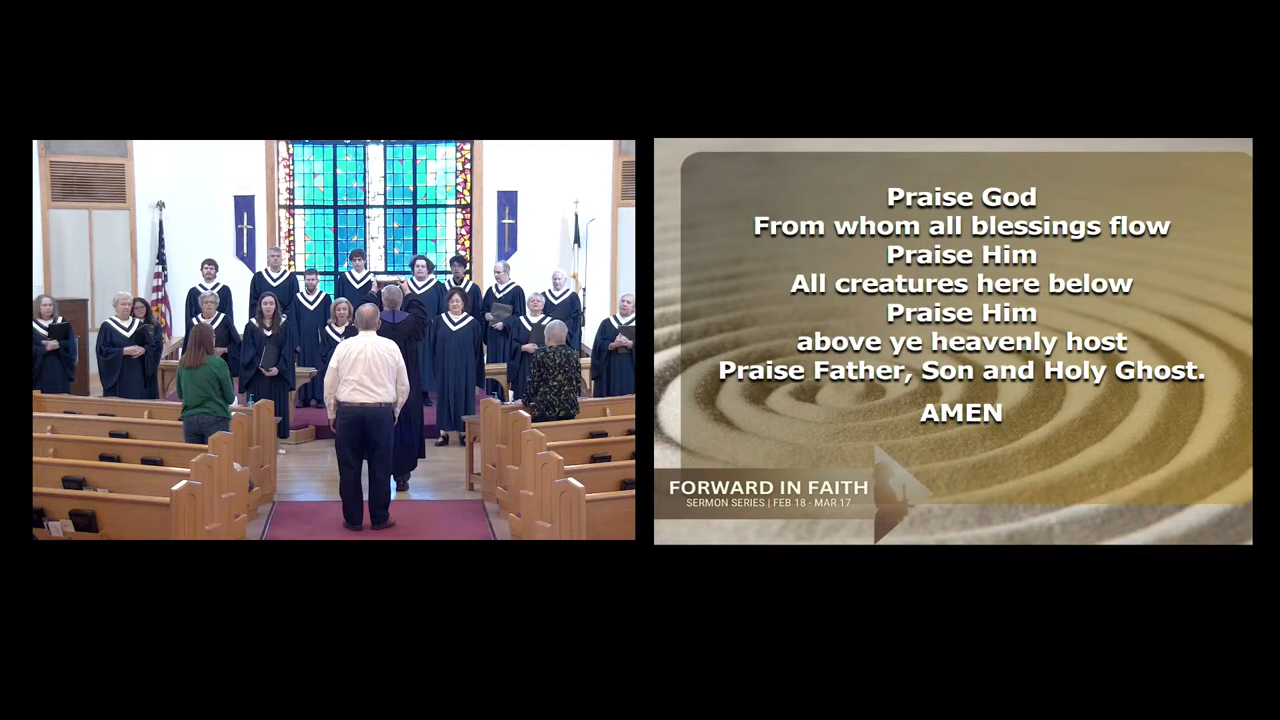 Praise God
From whom all blessings flow
Praise Him
All creatures here below
Praise Him
above ye heavenly host
Praise Father, Son and Holy Ghost.
AMEN
FORWARD IN FAITH
SERMON SERIES | FEB 18 - MAR 17